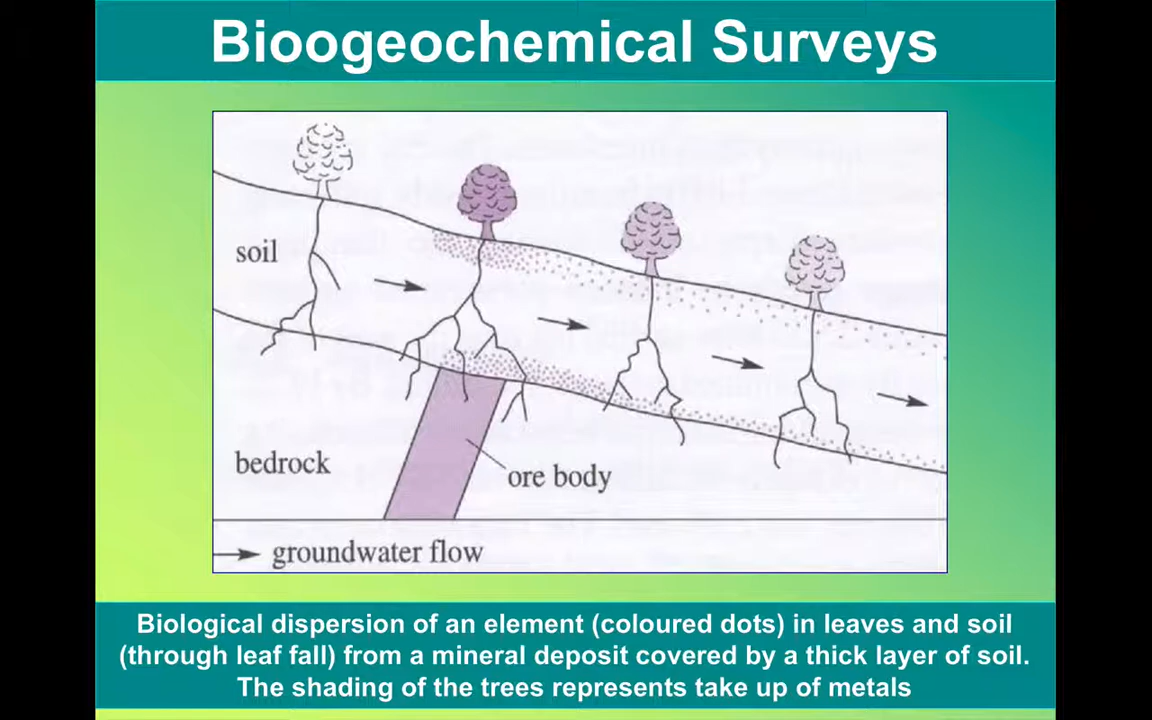 Bioogeochemical Surveys
soil
bedrock
ore body
groundwater flow
Biological dispersion of an element (coloured dots) in leaves and soil
(through leaf fall) from a mineral deposit covered by a thick layer of soil.
The shading of the trees represents take up of metals